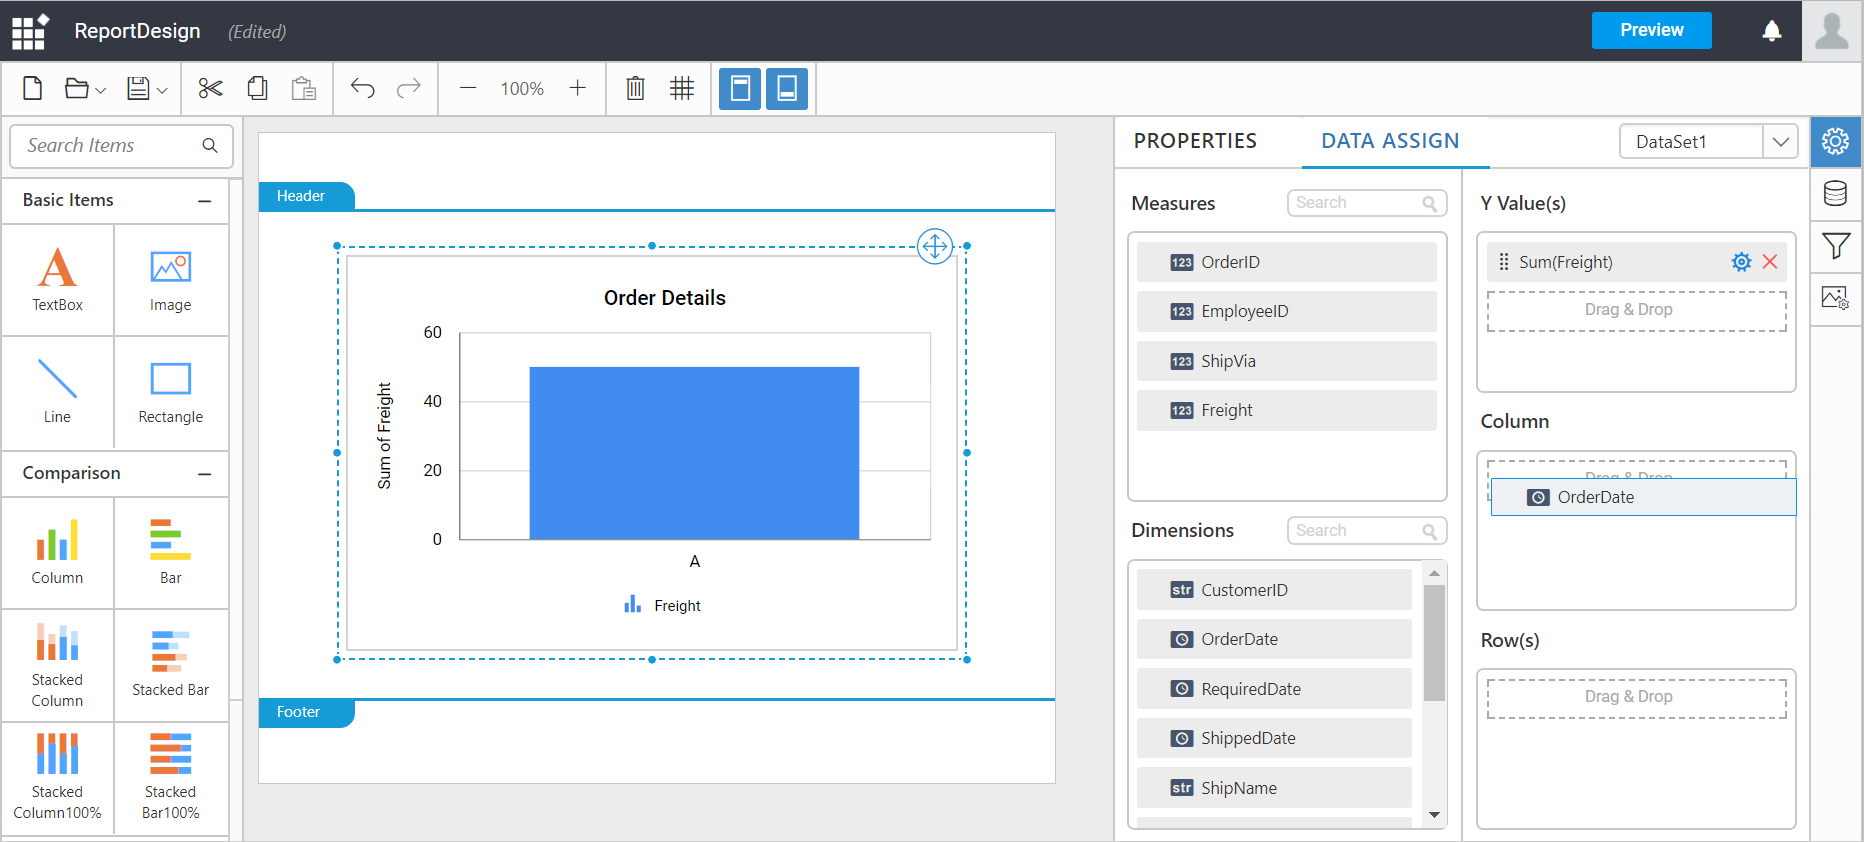 ReportDesign (Edited)
Preview
100%
Search Items
Basic Items
TextBox
Image
Line
Rectangle
Comparison
Column
Bar
Stacked
Column
Stacked Bar
Stacked
Column100%
Stacked
Bar100%
Header
Order Details
60
40
20
0
Sum of Freight
A
Freight
Footer
PROPERTIES
DATA ASSIGN
DataSet1
Measures
Search
123 OrderID
123 EmployeeID
123 ShipVia
123 Freight
Dimensions
Search
str CustomerID
OrderDate
RequiredDate
ShippedDate
str ShipName
Y Value(s)
Sum(Freight)
Drag & Drop
Column
Drag & Drop
OrderDate
Row(s)
Drag & Drop